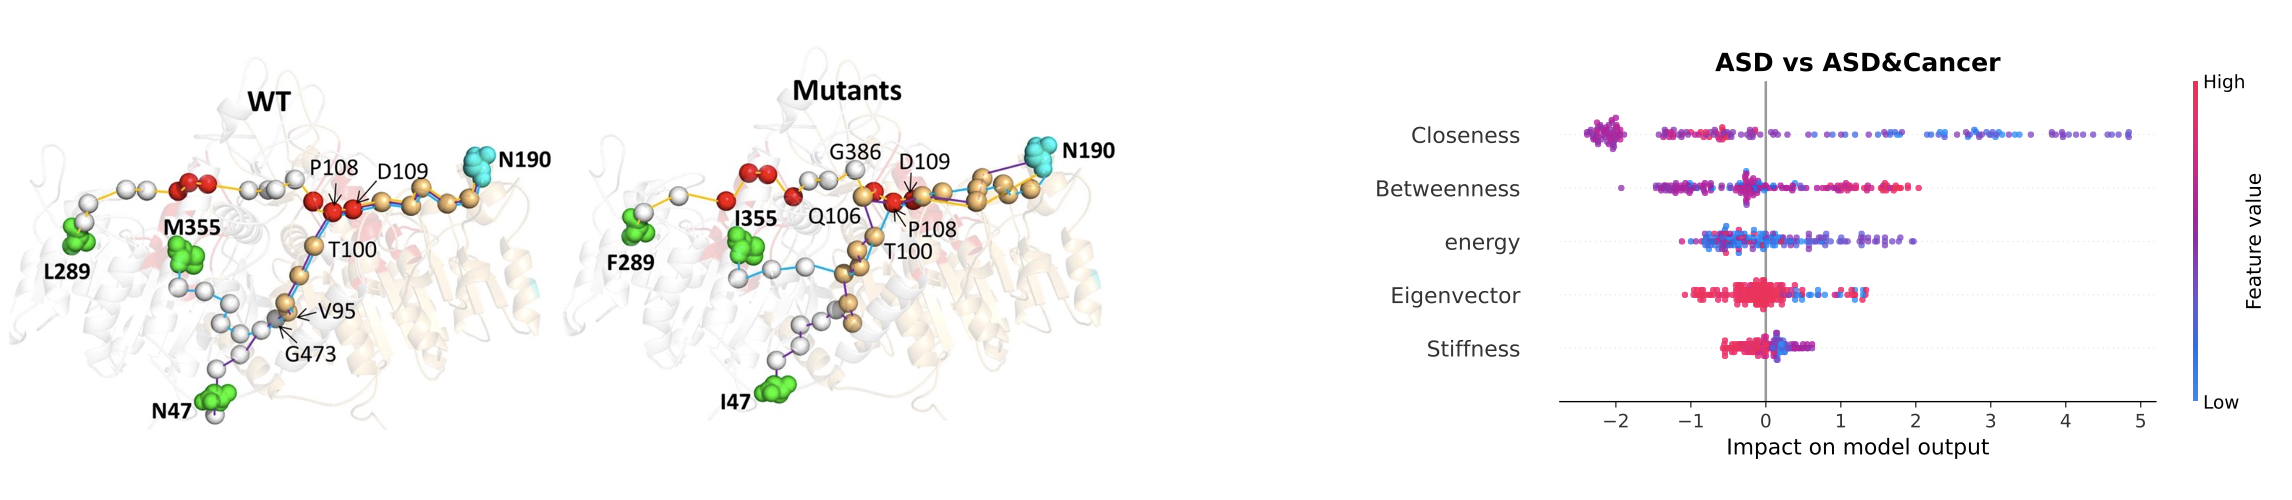 WT
P108
D109
N190
L289
M355
T100
V95
G473
N47
Mutants
G386
D109
N190
I355
Q106
P108
T100
F289
I47
ASD vs ASD&Cancer
Closeness
Betweenness
energy
Eigenvector
Stiffness
−2 −1 0 1 2 3 4 5
Impact on model output
High
Feature value
Low